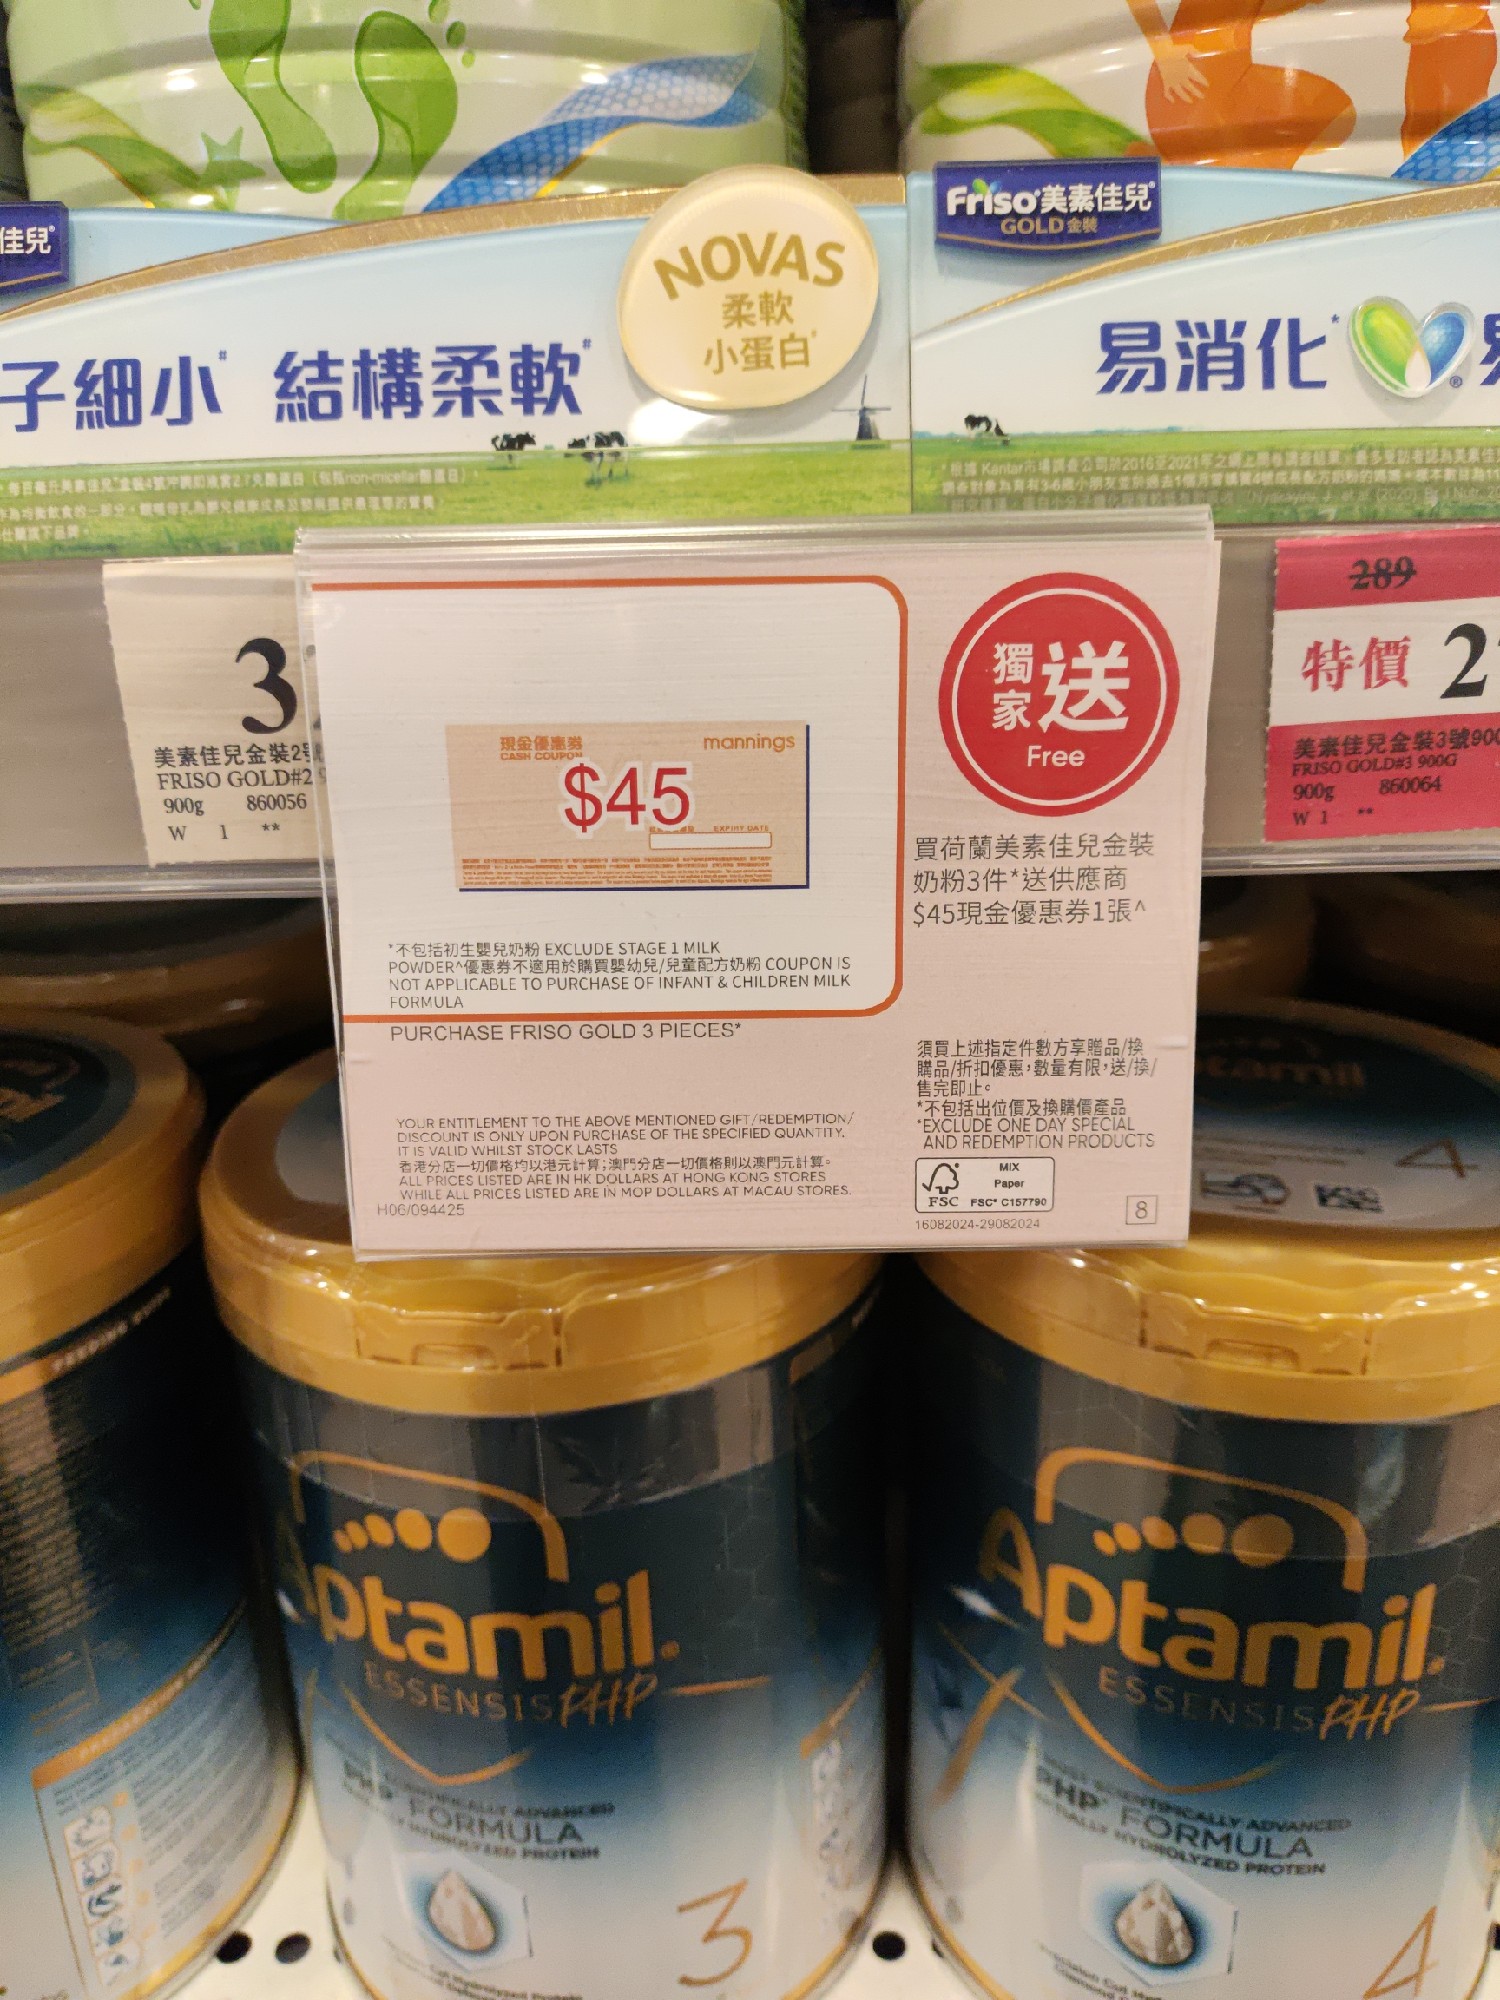 佳兒
NOVAS
柔軟
小蛋白
Friso 美素佳兒
GOLD 金裝
子細小# 結構柔軟#
易消化*
289
特價 2
美素佳兒金裝3號900
FRISO GOLD#3 900G
900g 860064
W 1 **
3
美素佳兒金裝2號
FRISO GOLD#2
900g 860056
W 1 **
現金優惠券
CASH COUPON
mannings
$45
EXPIRY DATE
獨家送
Free
買荷蘭美素佳兒金裝
奶粉3件*送供應商
$45現金優惠券1張^
*不包括初生嬰兒奶粉 EXCLUDE STAGE 1 MILK
POWDER^優惠券不適用於購買嬰幼兒/兒童配方奶粉 COUPON IS
NOT APPLICABLE TO PURCHASE OF INFANT & CHILDREN MILK
FORMULA
PURCHASE FRISO GOLD 3 PIECES*
YOUR ENTITLEMENT TO THE ABOVE MENTIONED GIFT/REDEMPTION/
DISCOUNT IS ONLY UPON PURCHASE OF THE SPECIFIED QUANTITY.
IT IS VALID WHILST STOCK LASTS
香港分店一切價格均以港元計算;澳門分店一切價格則以澳門元計算。
ALL PRICES LISTED ARE IN HK DOLLARS AT HONG KONG STORES
WHILE ALL PRICES LISTED ARE IN MOP DOLLARS AT MACAU STORES.
H06/094425
須買上述指定件數方享贈品/換
購品/折扣優惠,數量有限,送/換/
售完即止。
*不包括出位價及換購價產品
*EXCLUDE ONE DAY SPECIAL
AND REDEMPTION PRODUCTS
FSC
MIX
Paper
FSC® C157790
16082024-29082024
8
4
Aptamil
ESSENSIS PHP
PHP FORMULA
HYDROLYZED PROTEIN
3
Aptamil
ESSENSIS PHP
SCIENTIFICALLY ADVANCED
PHP FORMULA
PARTIALLY HYDROLYZED PROTEIN
4